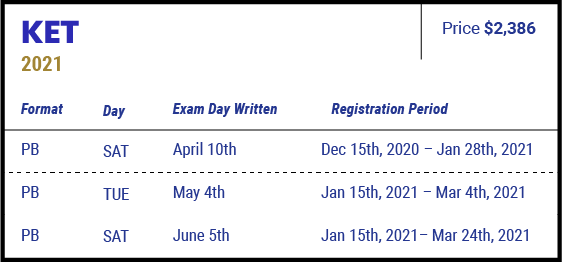 KET
Price $2,386
2021
Format Day Exam Day Written Registration Period
PB SAT April 10th Dec 15th, 2020 – Jan 28th, 2021
PB TUE May 4th Jan 15th, 2021 – Mar 4th, 2021
PB SAT June 5th Jan 15th, 2021– Mar 24th, 2021